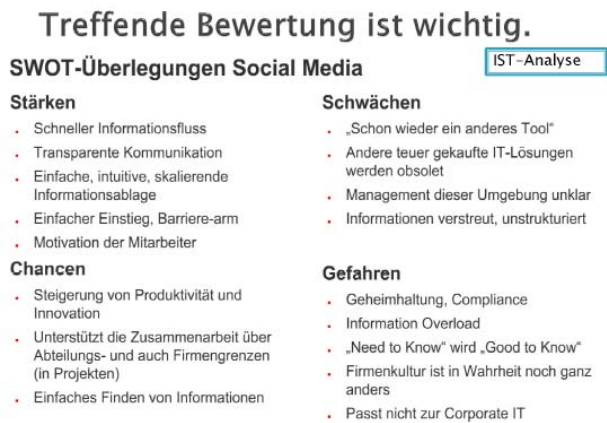 Treffende Bewertung ist wichtig.
SWOT-Überlegungen Social Media
IST-Analyse
Stärken
. Schneller Informationsfluss
. Transparente Kommunikation
. Einfache, intuitive, skalierende
Informationsablage
. Einfacher Einstieg, Barriere-arm
. Motivation der Mitarbeiter
Schwächen
. „Schon wieder ein anderes Tool“
. Andere teuer gekaufte IT-Lösungen
werden obsolet
. Management dieser Umgebung unklar
. Informationen verstreut, unstrukturiert
Chancen
. Steigerung von Produktivität und
Innovation
. Unterstützt die Zusammenarbeit über
Abteilungs- und auch Firmengrenzen
(in Projekten)
. Einfaches Finden von Informationen
Gefahren
. Geheimhaltung, Compliance
. Information Overload
. „Need to Know“ wird „Good to Know“
. Firmenkultur ist in Wahrheit noch ganz
anders
. Passt nicht zur Corporate IT